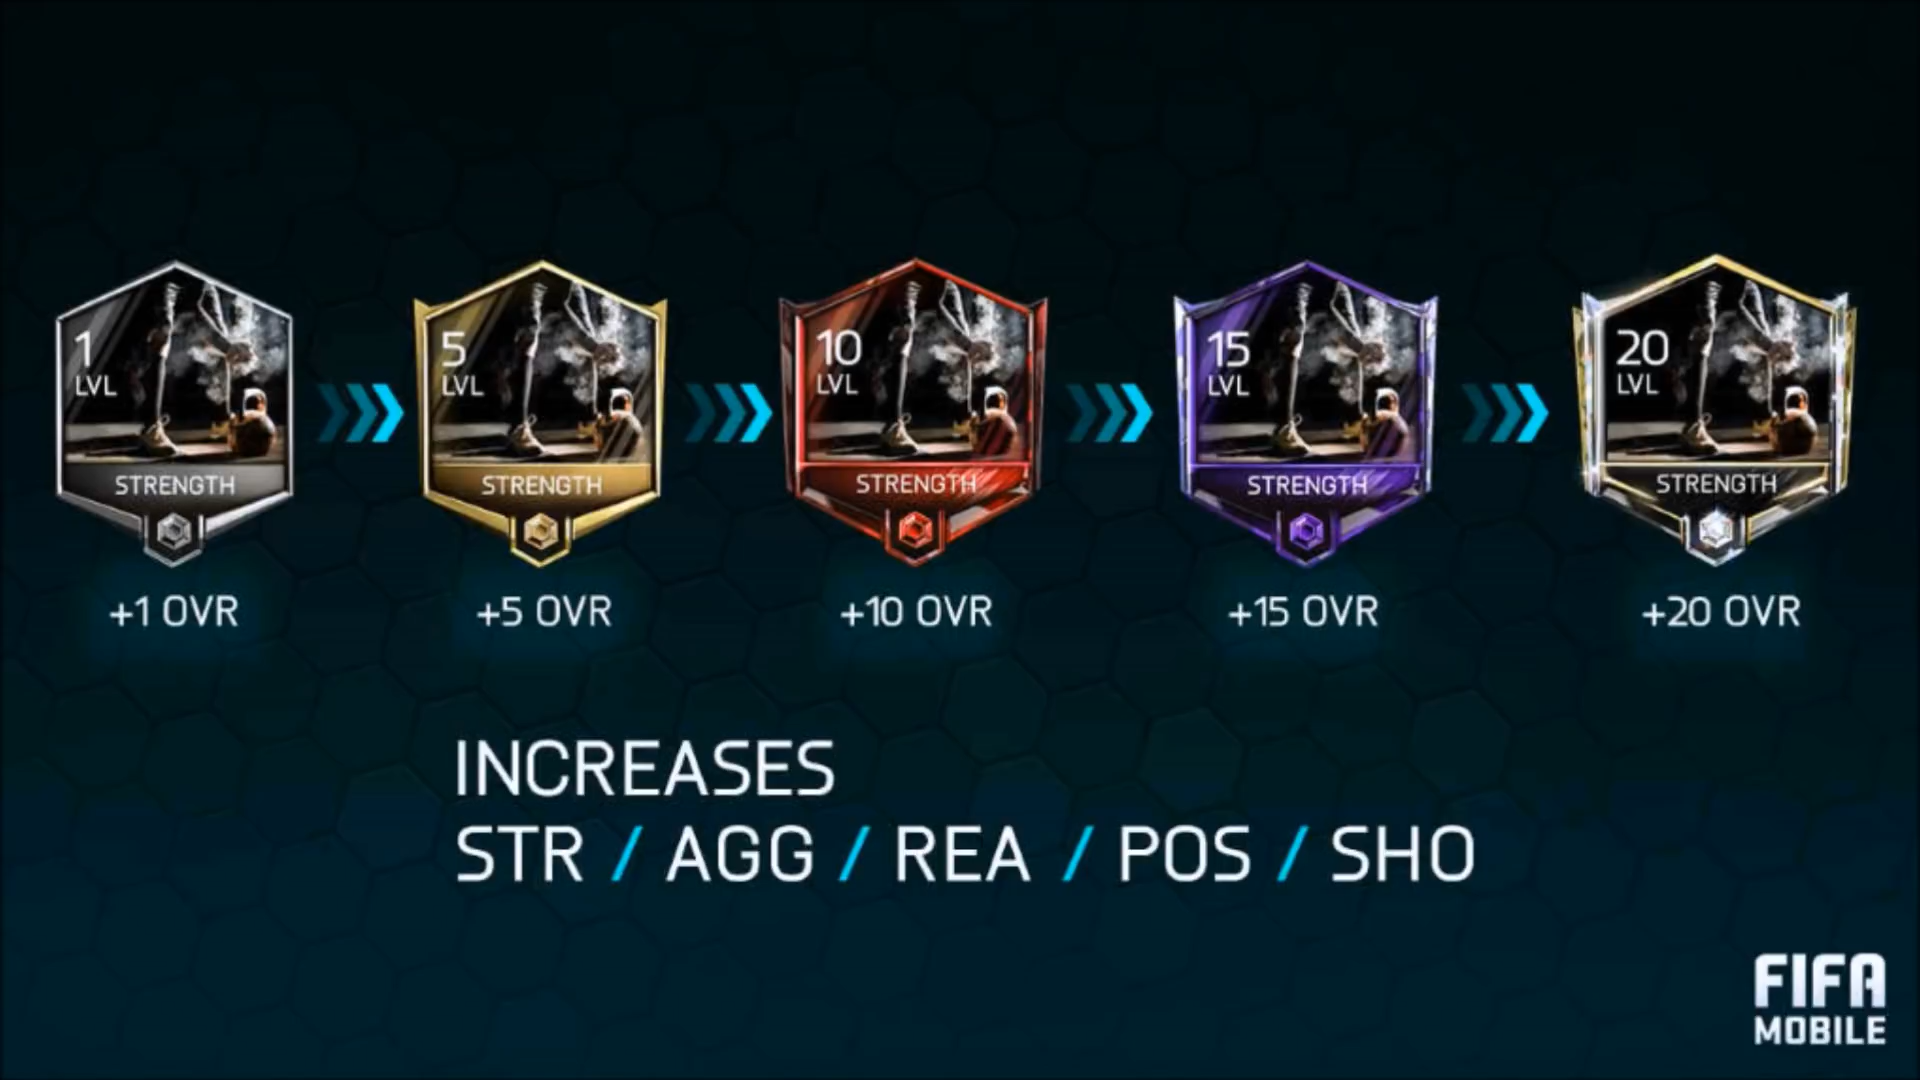 1
LVL
STRENGTH
+1 OVR
5
LVL
STRENGTH
+5 OVR
10
LVL
STRENGTH
+10 OVR
15
LVL
STRENGTH
+15 OVR
20
LVL
STRENGTH
+20 OVR
INCREASES
STR / AGG / REA / POS / SHO
FIFA
MOBILE